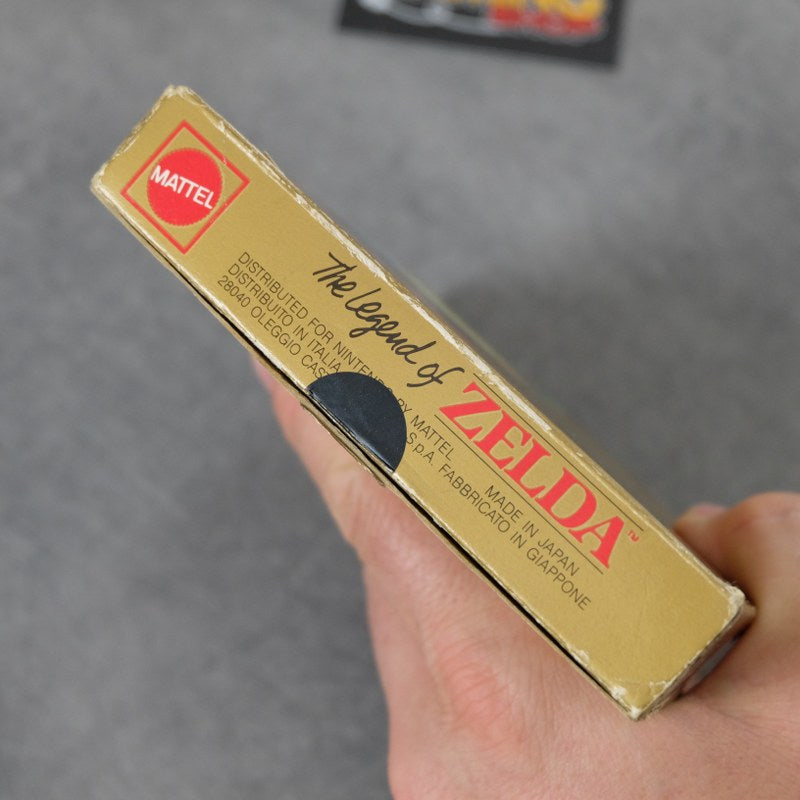 MATTEL
The Legend of
ZELDA™
DISTRIBUTED FOR BY MATTEL MADE IN JAPAN
DISTRIBUITO IN ITALIA S.p.A. FABBRICATO IN GIAPPONE
28040 OLEGGIO